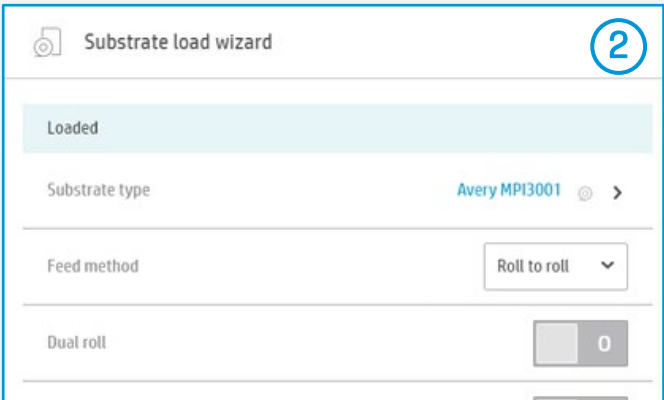 Substrate load wizard
2
Loaded
Substrate type Avery MPI3001
Feed method Roll to roll
Dual roll 0